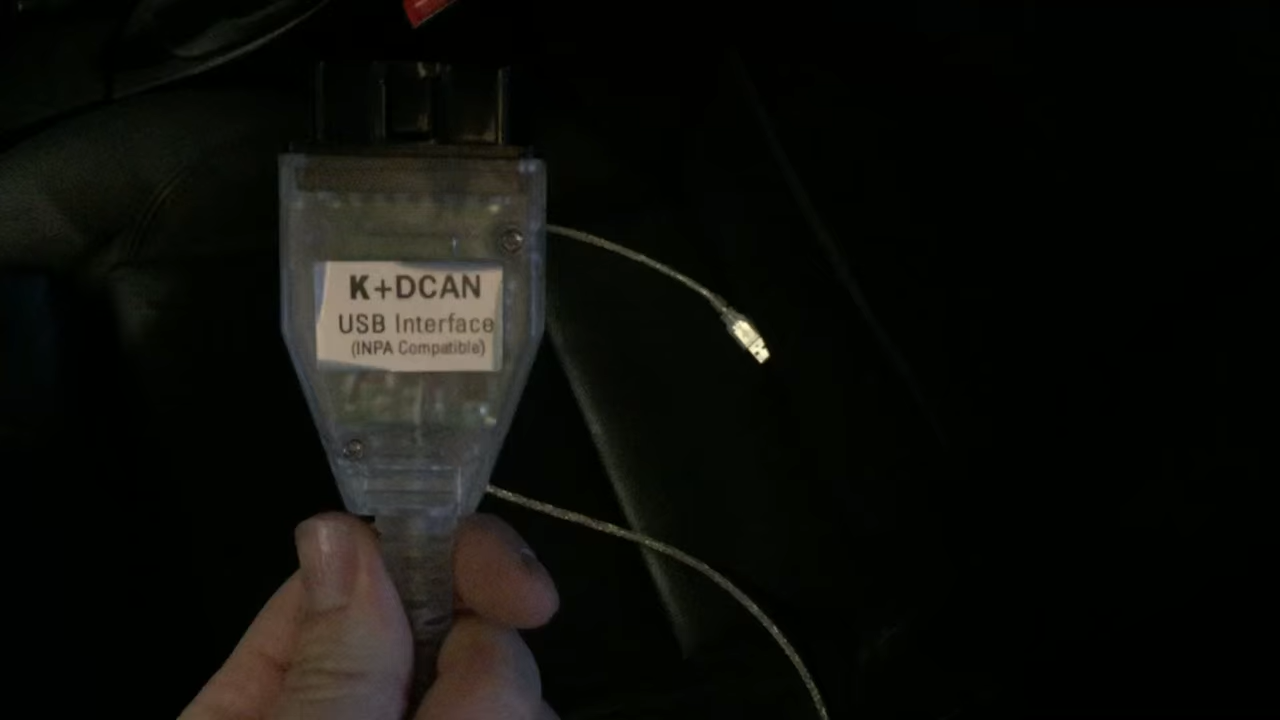 K+DCAN
USB Interface
(INPA Compatible)